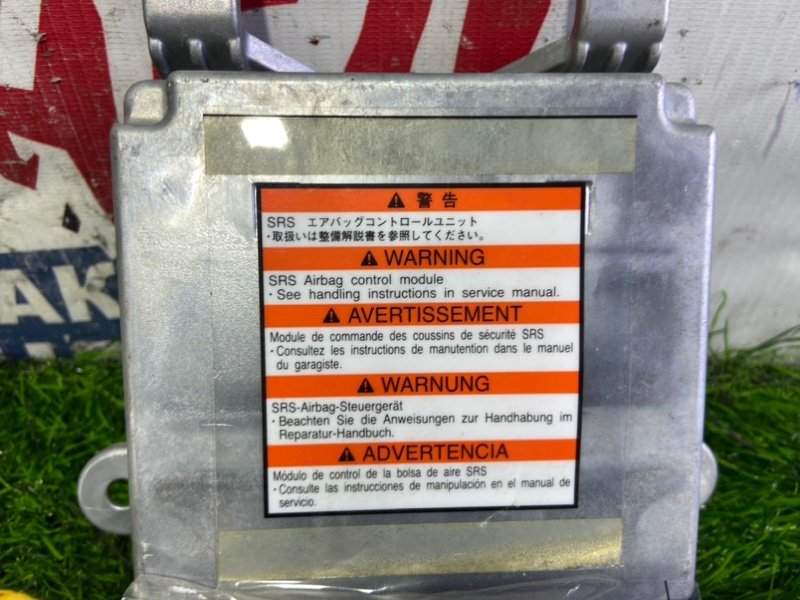 AK
⚠ 警告
SRS エアバッグコントロールユニット
・取扱いは整備解説書を参照してください。
⚠ WARNING
SRS Airbag control module
・See handling instructions in service manual.
⚠ AVERTISSEMENT
Module de commande des coussins de sécurité SRS
・Consultez les instructions de manutention dans le manuel
du garagiste.
⚠ WARNUNG
SRS-Airbag-Steuergerät
・Beachten Sie die Anweisungen zur Handhabung im
Reparatur-Handbuch.
⚠ ADVERTENCIA
Módulo de control de la bolsa de aire SRS
・Consulte las instrucciones de manipulación en el manual de
servicio.